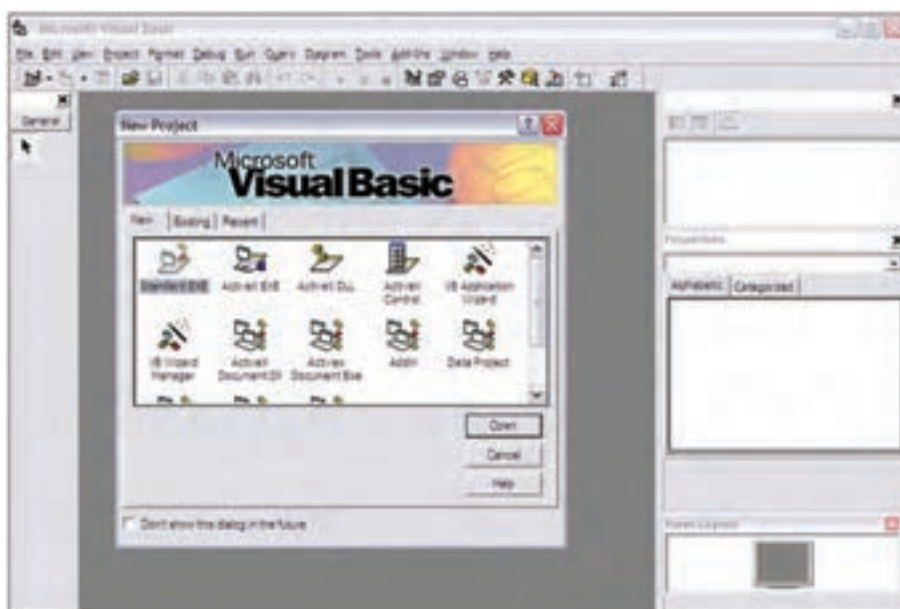 Microsoft Visual Basic
File Edit View Project Format Debug Run Query Diagram Tools Add-Ins Window Help
General
New Project
Microsoft
Visual Basic
New Existing Recent
Standard EXE ActiveX EXE ActiveX DLL ActiveX Control VB Application Wizard
VB Wizard Manager ActiveX Document Dll Activex Document Exe Addin Data Project
Open
Cancel
Help
Don't show this dialog in the future
Alphabetic Categorized